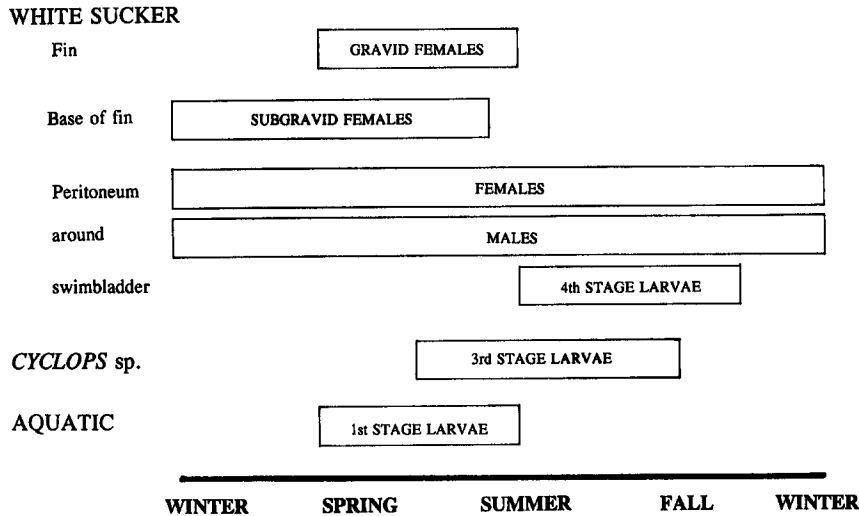 WHITE SUCKER
Fin GRAVID FEMALES
Base of fin SUBGRAVID FEMALES
Peritoneum FEMALES
around MALES
swimbladder 4th STAGE LARVAE
CYCLOPS sp. 3rd STAGE LARVAE
AQUATIC 1st STAGE LARVAE
WINTER SPRING SUMMER FALL WINTER